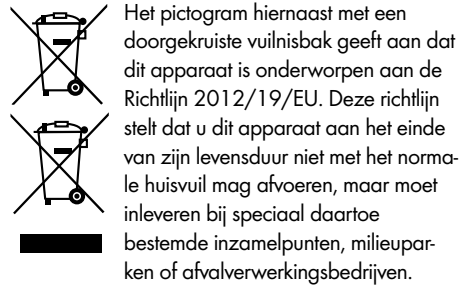 Het pictogram hiernaast met een
doorgekruiste vuilnisbak geeft aan dat
dit apparaat is onderworpen aan de
Richtlijn 2012/19/EU. Deze richtlijn
stelt dat u dit apparaat aan het einde
van zijn levensduur niet met het norma-
le huisvuil mag afvoeren, maar moet
inleveren bij speciaal daartoe
bestemde inzamelpunten, milieupar-
ken of afvalverwerkingsbedrijven.